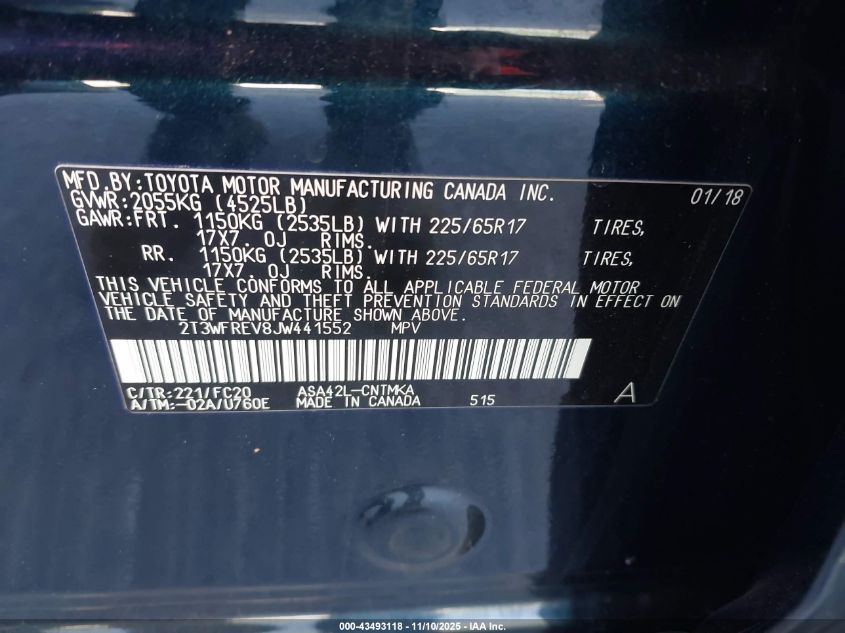 MFD.BY:TOYOTA MOTOR MANUFACTURING CANADA INC. 01/18
GVWR:2055KG (4525LB)
GAWR:FRT. 1150KG (2535LB) WITH 225/65R17 TIRES,
17X7.0J RIMS.
RR. 1150KG (2535LB) WITH 225/65R17 TIRES,
17X7.0J RIMS.
THIS VEHICLE CONFORMS TO ALL APPLICABLE FEDERAL MOTOR
VEHICLE SAFETY AND THEFT PREVENTION STANDARDS IN EFFECT ON
THE DATE OF MANUFACTURE SHOWN ABOVE.
2T3WFREV8JW441552 MPV
C/TR:221/FC20 ASA42L-CNTMKA
A/TM:-02A/U760E MADE IN CANADA 515 A
000-43493118 - 11/10/2025 - IAA Inc.